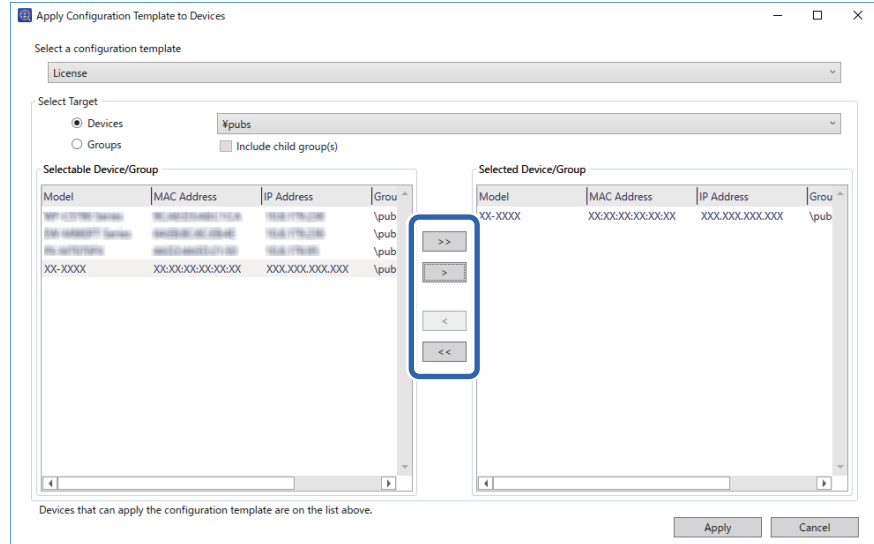 Apply Configuration Template to Devices
Select a configuration template
License
Select Target
Devices
¥pubs
Groups
Include child group(s)
Selectable Device/Group
Model MAC Address IP Address Grou
\pub
\pub
\pub
XX-XXXX XX:XX:XX:XX:XX:XX XXX.XXX.XXX.XXX \pub
>>
>
<
<<
Selected Device/Group
Model MAC Address IP Address Grou
XX-XXXX XX:XX:XX:XX:XX:XX XXX.XXX.XXX.XXX \pub
Devices that can apply the configuration template are on the list above.
Apply Cancel